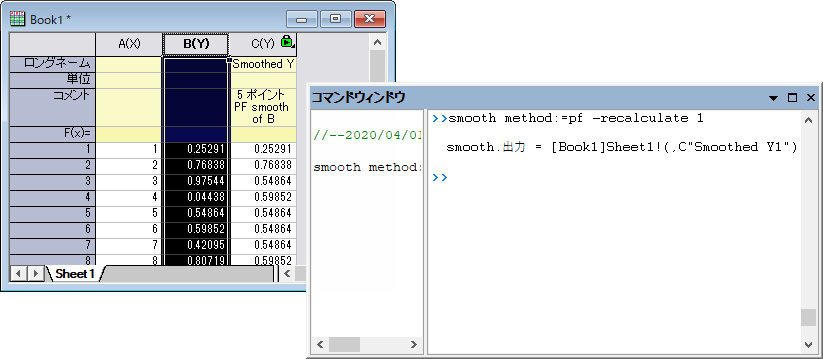 Book1 *
A(X) B(Y) C(Y)
ロングネーム Smoothed Y
単位
コメント 5 ポイント
PF smooth
of B
F(x)=
1 1 0.25291 0.25291
2 2 0.76838 0.76838
3 3 0.97544 0.54864
4 4 0.04438 0.59852
5 5 0.54864 0.54864
6 6 0.59852 0.59852
7 7 0.42095 0.54864
8 8 0.80719 0.59852
Sheet1
コマンドウィンドウ
//--2020/04/01
smooth method:
>>smooth method:=pf -recalculate 1
smooth.出力 = [Book1]Sheet1!(,C"Smoothed Y1")
>>